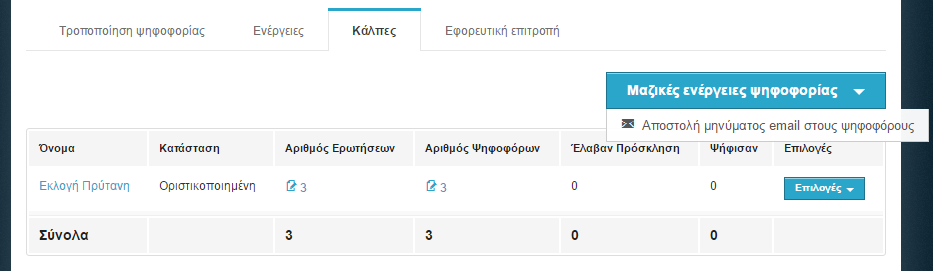 Τροποποίηση ψηφοφορίας Ενέργειες Κάλπες Εφορευτική επιτροπή
Μαζικές ενέργειες ψηφοφορίας
Αποστολή μηνύματος email στους ψηφοφόρους
Όνομα Κατάσταση Αριθμός Ερωτήσεων Αριθμός Ψηφοφόρων Έλαβαν Πρόσκληση Ψήφισαν Επιλογές
Εκλογή Πρύτανη Οριστικοποιημένη 3 3 0 0 Επιλογές
Σύνολα 3 3 0 0